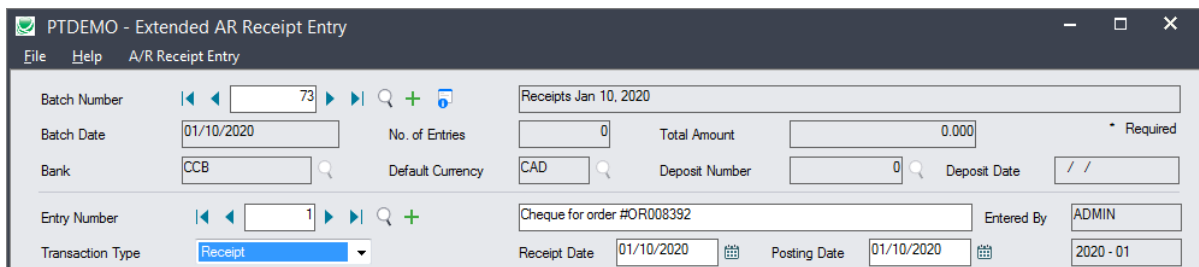 PTDEMO - Extended AR Receipt Entry
File Help A/R Receipt Entry
Batch Number 73 Receipts Jan 10, 2020
Batch Date 01/10/2020 No. of Entries 0 Total Amount 0.000 * Required
Bank CCB Default Currency CAD Deposit Number 0 Deposit Date / /
Entry Number 1 Cheque for order #OR008392 Entered By ADMIN
Transaction Type Receipt Receipt Date 01/10/2020 Posting Date 01/10/2020 2020 - 01